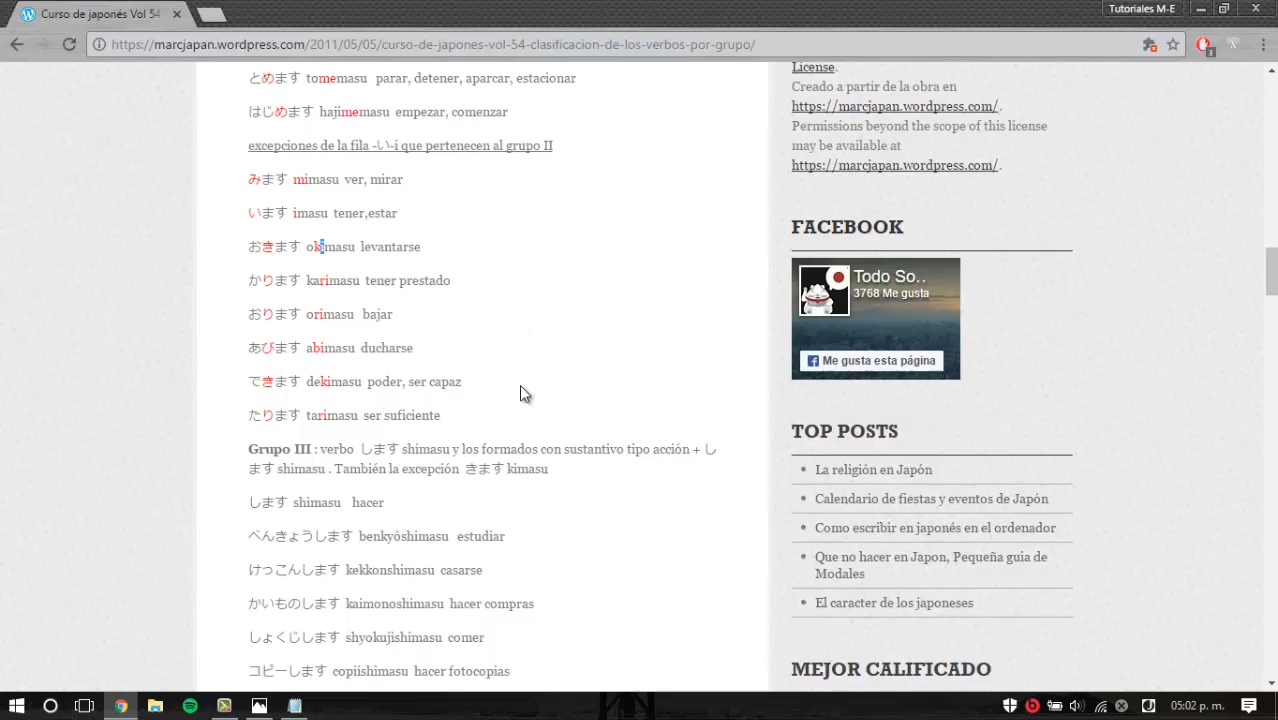 Curso de japonés Vol 54
Tutoriales M-E
https://marcjapan.wordpress.com/2011/05/05/curso-de-japones-vol-54-clasificacion-de-los-verbos-por-grupo/
1
とめます tomemasu parar, detener, aparcar, estacionar
はじめます hajimemasu empezar, comenzar
excepciones de la fila -い-i que pertenecen al grupo II
みます mimasu ver, mirar
います imasu tener,estar
おきます okimasu levantarse
かります karimasu tener prestado
おります orimasu bajar
あびます abimasu ducharse
できます dekimasu poder, ser capaz
たります tarimasu ser suficiente
Grupo III : verbo します shimasu y los formados con sustantivo tipo acción + し
ます shimasu . También la excepción きます kimasu
します shimasu hacer
べんきょうします benkyôshimasu estudiar
けっこんします kekkonshimasu casarse
かいものします kaimonoshimasu hacer compras
しょくじします shyokujishimasu comer
コピーします copiishimasu hacer fotocopias
License.
Creado a partir de la obra en
https://marcjapan.wordpress.com/.
Permissions beyond the scope of this license
may be available at
https://marcjapan.wordpress.com/.
FACEBOOK
Todo So..
3768 Me gusta
Me gusta esta página
TOP POSTS
La religión en Japón
Calendario de fiestas y eventos de Japón
Como escribir en japonés en el ordenador
Que no hacer en Japon, Pequeña guia de
Modales
El caracter de los japoneses
MEJOR CALIFICADO
05:02 p. m.